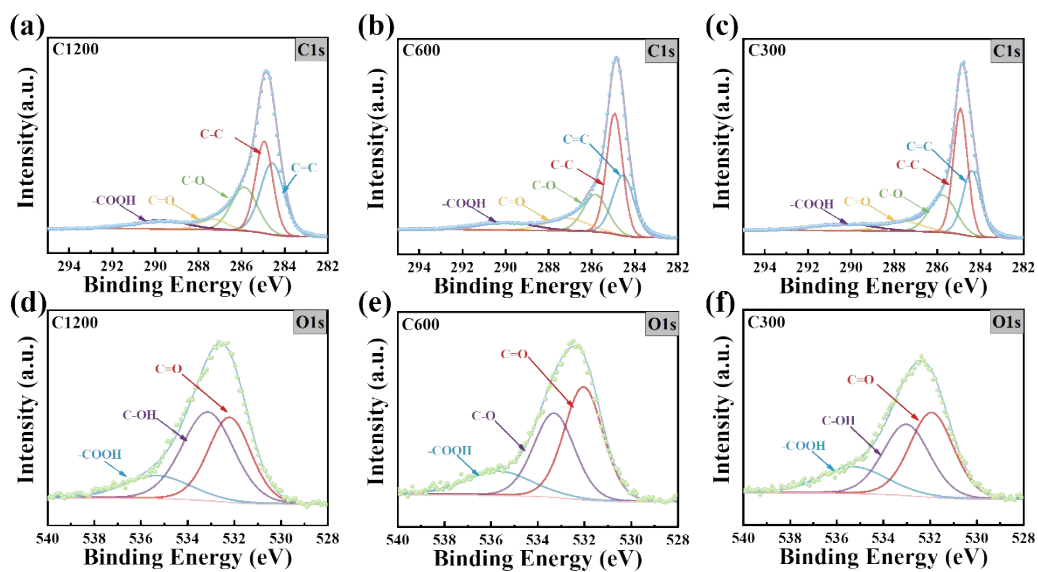 (a)
C1200
C1s
C-C
C=C
C-O
C=O
-COOH
Intensity(a.u.)
294 292 290 288 286 284 282
Binding Energy (eV)
(b)
C600
C1s
C=C
C-C
C-O
C=O
-COOH
Intensity(a.u.)
294 292 290 288 286 284 282
Binding Energy (eV)
(c)
C300
C1s
C=C
C-C
C-O
C=O
-COOH
Intensity(a.u.)
294 292 290 288 286 284 282
Binding Energy (eV)
(d)
C1200
O1s
C=O
C-OH
-COOH
Intensity (a.u.)
540 538 536 534 532 530 528
Binding Energy (eV)
(e)
C600
O1s
C=O
C-O
-COOH
Intensity (a.u.)
540 538 536 534 532 530 528
Binding Energy (eV)
(f)
C300
O1s
C=O
C-OH
-COOH
Intensity (a.u.)
540 538 536 534 532 530 528
Binding Energy (eV)